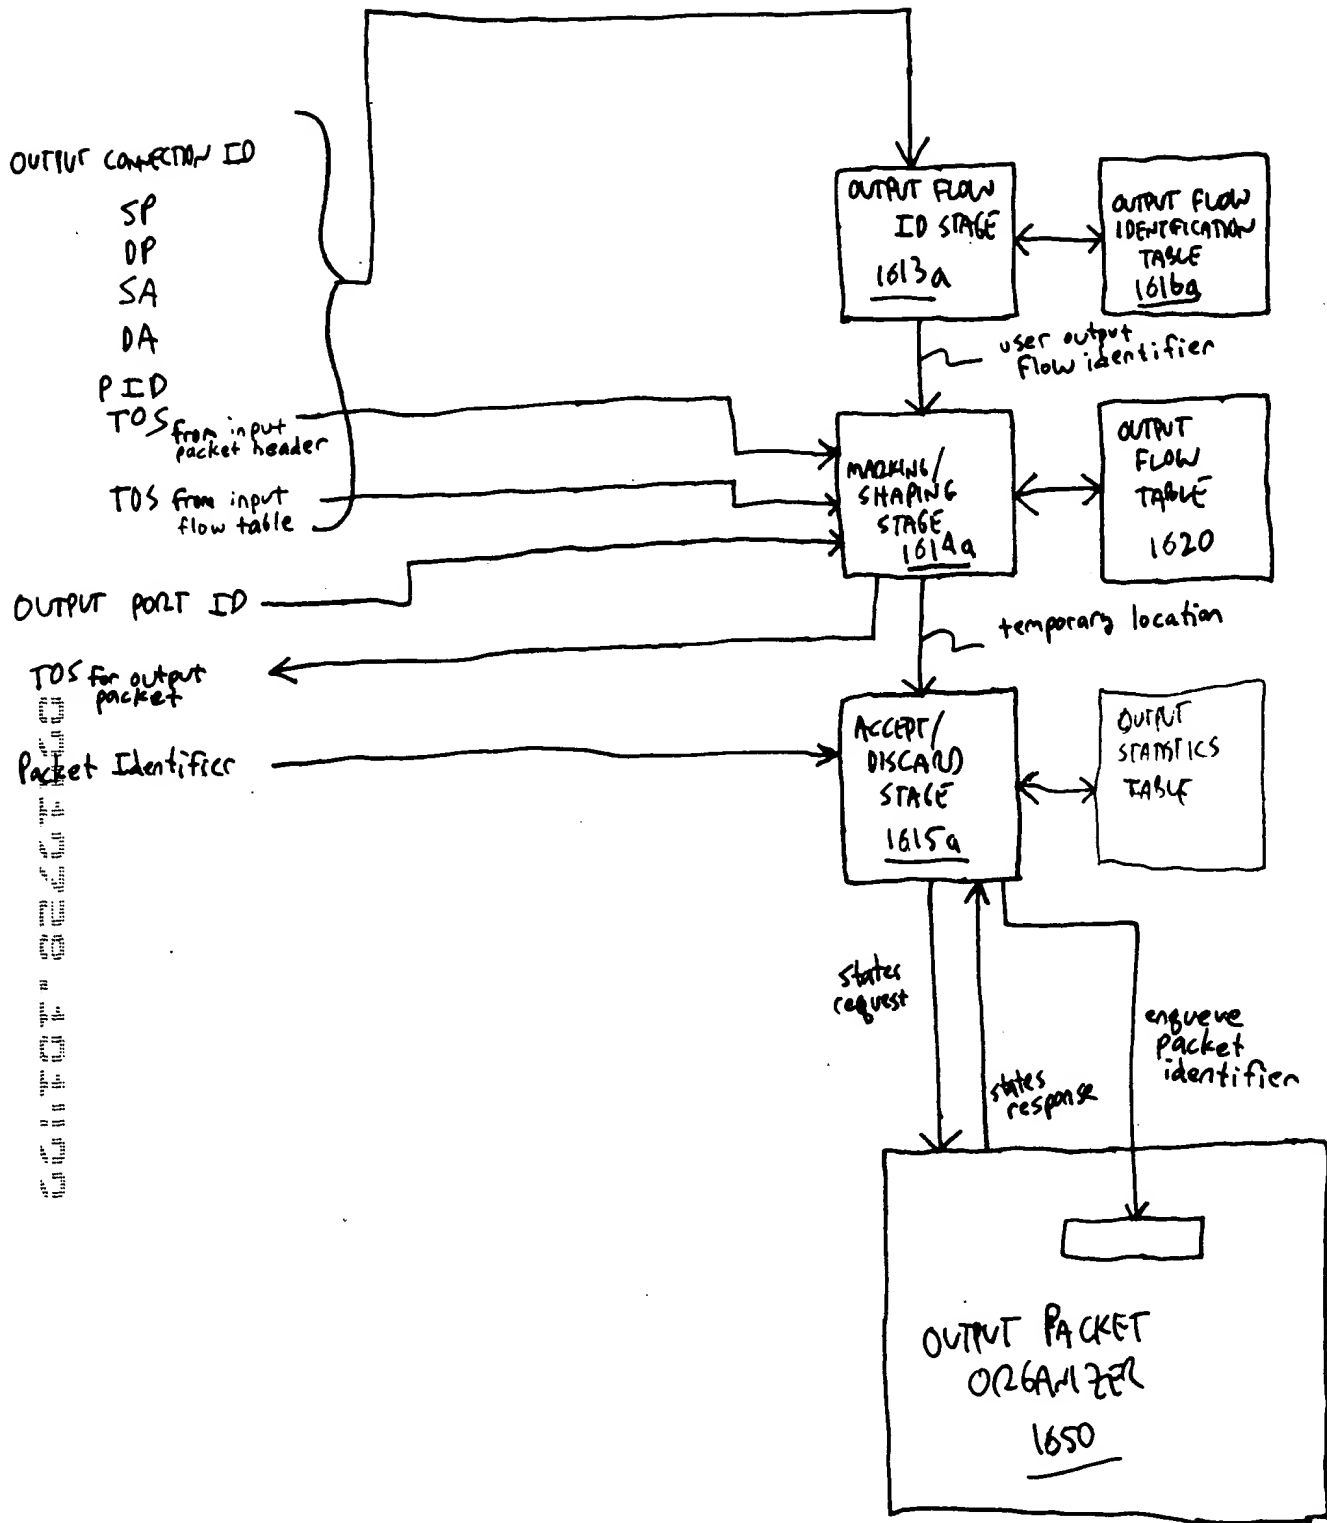 OUTPUT CONNECTION ID
SP
DP
SA
DA
PID
TOS from input
packet header
TOS from input
flow table
OUTPUT PORT ID
TOS for output
packet
Packet Identifier
OUTPUT FLOW
ID STAGE
1613a
OUTPUT FLOW
IDENTIFICATION
TABLE
1616a
user output
flow identifier
MARKING/
SHAPING
STAGE
1614a
OUTPUT
FLOW
TABLE
1620
temporary location
ACCEPT/
DISCARD
STAGE
1615a
OUTPUT
STATISTICS
TABLE
states
request
states
response
enqueue
packet
identifier
OUTPUT PACKET
ORGANIZER
1650